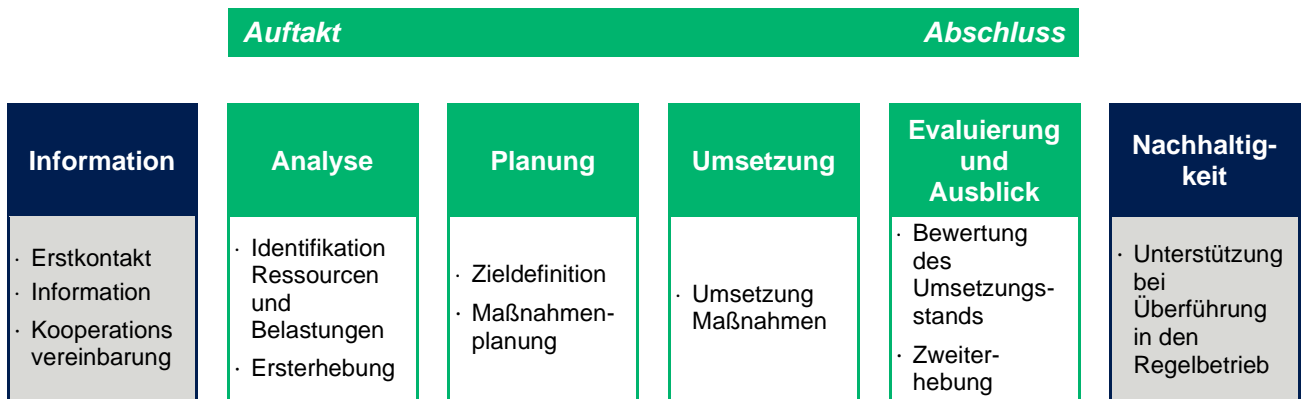 Auftakt Abschluss
Information
· Erstkontakt
· Information
· Kooperations
vereinbarung
Analyse
· Identifikation
Ressourcen
und
Belastungen
· Ersterhebung
Planung
· Zieldefinition
· Maßnahmen-
planung
Umsetzung
· Umsetzung
Maßnahmen
Evaluierung
und
Ausblick
· Bewertung
des
Umsetzungs-
stands
· Zweiter-
hebung
Nachhaltig-
keit
· Unterstützung
bei
Überführung
in den
Regelbetrieb